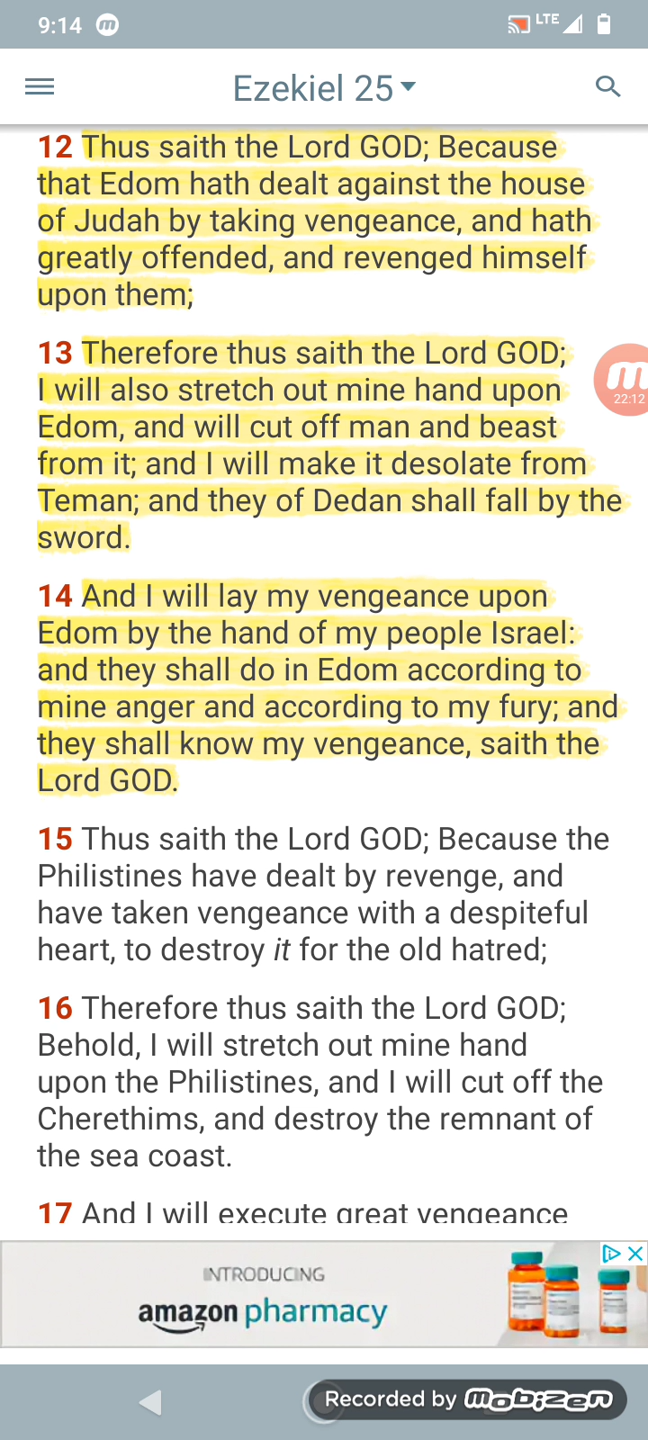 9:14 m LTE
Ezekiel 25
12 Thus saith the Lord GOD; Because
that Edom hath dealt against the house
of Judah by taking vengeance, and hath
greatly offended, and revenged himself
upon them;
13 Therefore thus saith the Lord GOD;
I will also stretch out mine hand upon
Edom, and will cut off man and beast
from it; and I will make it desolate from
Teman; and they of Dedan shall fall by the
sword.
m
22:12
14 And I will lay my vengeance upon
Edom by the hand of my people Israel:
and they shall do in Edom according to
mine anger and according to my fury; and
they shall know my vengeance, saith the
Lord GOD.
15 Thus saith the Lord GOD; Because the
Philistines have dealt by revenge, and
have taken vengeance with a despiteful
heart, to destroy it for the old hatred;
16 Therefore thus saith the Lord GOD;
Behold, I will stretch out mine hand
upon the Philistines, and I will cut off the
Cherethims, and destroy the remnant of
the sea coast.
17 And I will execute great vengeance
INTRODUCING
amazon pharmacy
Recorded by mobizen